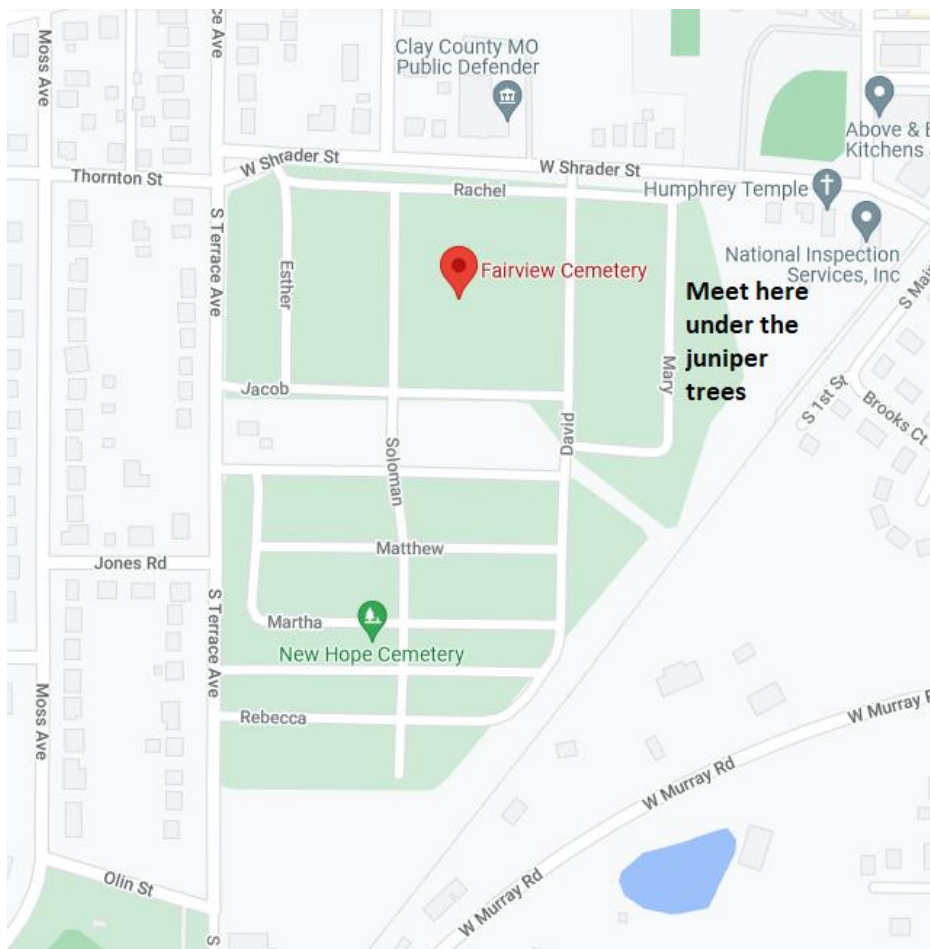 Moss Ave
ce Ave
Clay County MO
Public Defender
Above & B
Kitchens
W Shrader St
W Shrader St
Thornton St
Rachel
Humphrey Temple
S Terrace Ave
Esther
Fairview Cemetery
National Inspection
Services, Inc
S Mai
Meet here
under the
juniper
trees
Mary
Jacob
S 1st St
Brooks Ct
David
Soloman
Matthew
Jones Rd
S Terrace Ave
Martha
New Hope Cemetery
Rebecca
Moss Ave
W Murray R
W Murray Rd
W Murray Rd
Olin St
S